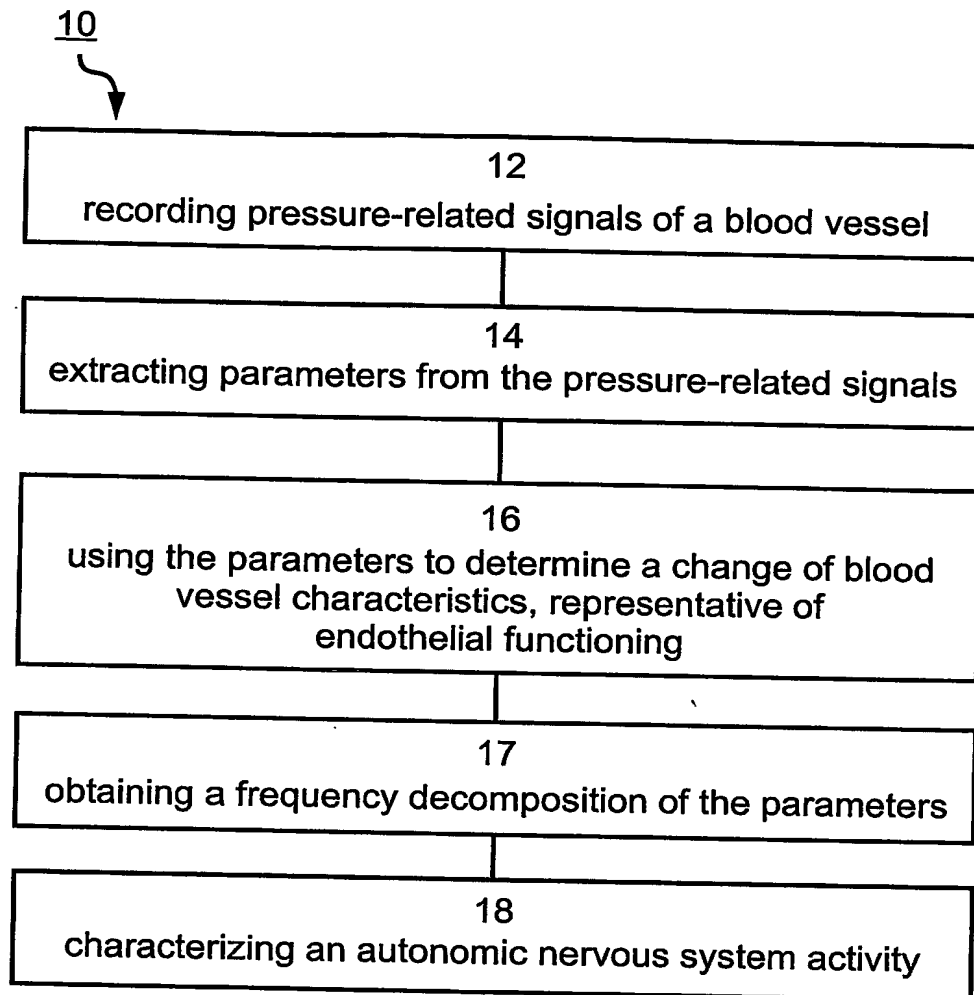 10
12
recording pressure-related signals of a blood vessel
14
extracting parameters from the pressure-related signals
16
using the parameters to determine a change of blood
vessel characteristics, representative of
endothelial functioning
17
obtaining a frequency decomposition of the parameters
18
characterizing an autonomic nervous system activity